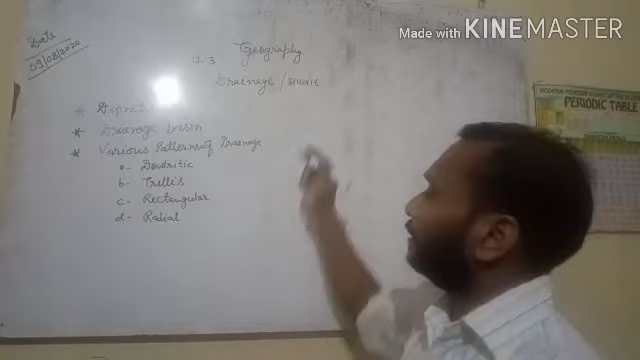 Date
09/08/2020
Geography
Drainage / अपवाह
* Drainage basin
* Various Patterns of Drainage
a- Dendritic
b- Trellis
c- Rectangular
d- Radial
Made with KINEMASTER
PERIODIC TABLE